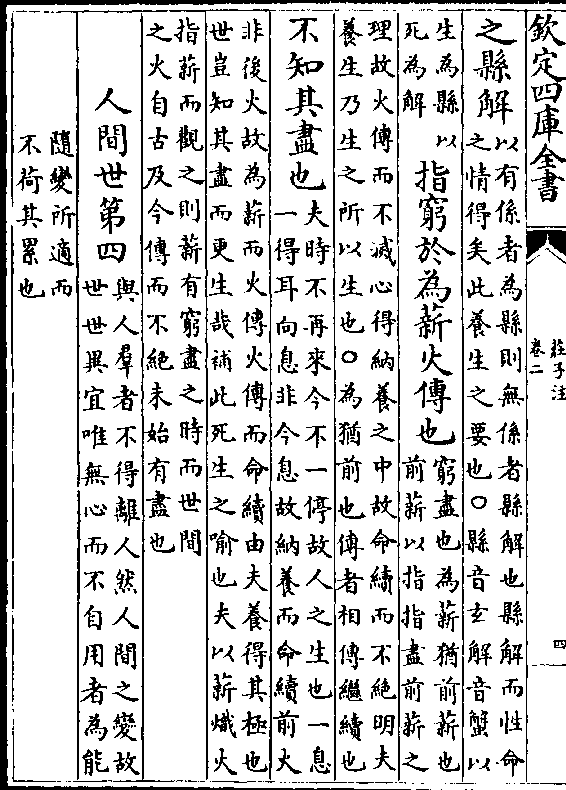 欽定四庫全書
莊子注
卷二
四
之縣解
以有係者為縣則無係者縣解也縣解而性命
之情得矣此養生之要也〇縣音玄解音蟹以
生為縣以
死為解
指窮於為薪火傳也
窮盡也為薪猶前薪也
前薪以指指盡前薪之
理故火傳而不滅心得納養之中故命續而不絕明夫
養生乃生之所以生也〇為猶前也傳者相傳繼續也
不知其盡也
夫時不再來今不一停故人之生也一息
一得耳向息非今息故納養而命續前火
非後火故為薪而火傳火傳而命續由夫養得其極也
世豈知其盡而更生哉補此死生之喻也夫以薪熾火
指薪而觀之則薪有窮盡之時而世間
之火自古及今傳而不絕未始有盡也
人間世第四
與人羣者不得離人然人間之變故
世世異宜唯無心而不自用者為能
隨變所適而
不荷其累也